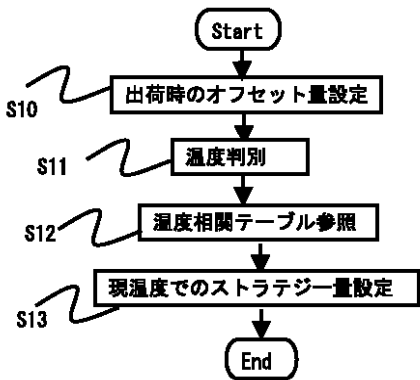 Start
S10
出荷時のオフセット量設定
S11
温度判別
S12
温度相関テーブル参照
S13
現温度でのストラテジー量設定
End